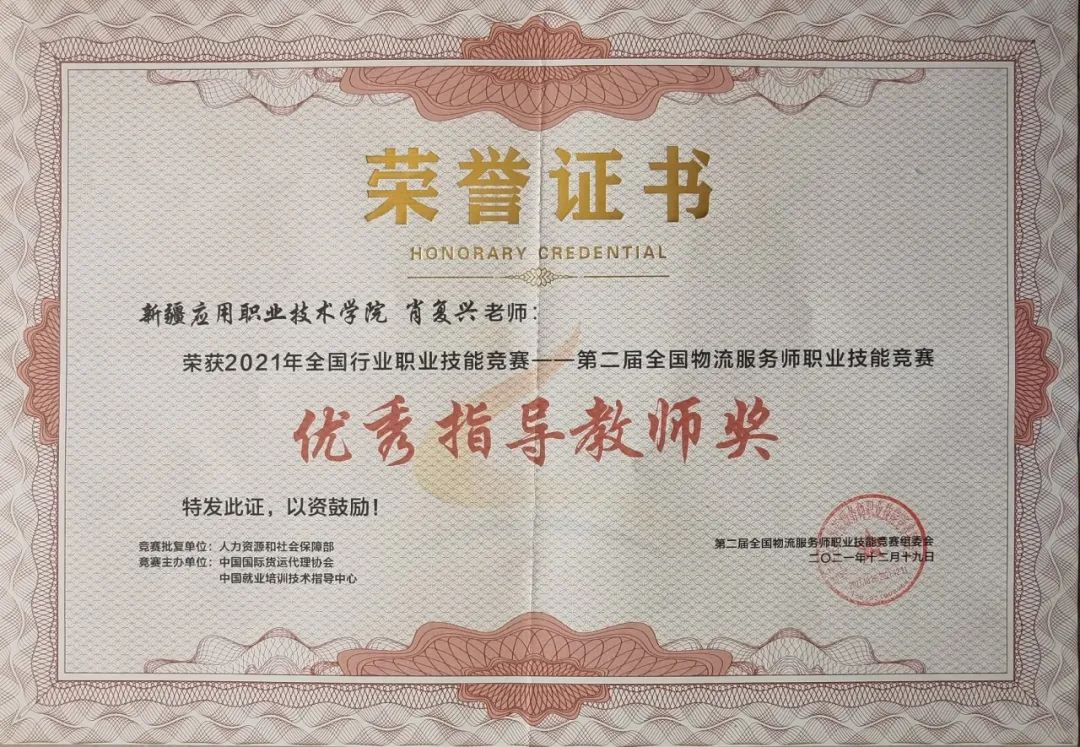 荣誉证书
HONORARY CREDENTIAL
新疆应用职业技术学院 肖复兴老师：
荣获2021年全国行业职业技能竞赛——第二届全国物流服务师职业技能竞赛
优秀指导教师奖
特发此证，以资鼓励！
竞赛批复单位：人力资源和社会保障部
竞赛主办单位：中国国际货运代理协会
中国就业培训技术指导中心
第二届全国物流服务师职业技能竞赛组委会
二〇二一年十二月十九日